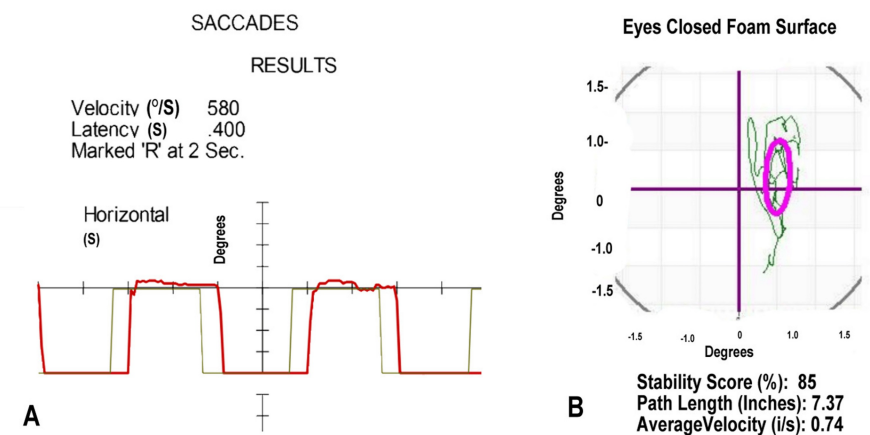 SACCADES
RESULTS
Velocity (°/S) 580
Latency (S) .400
Marked 'R' at 2 Sec.
Horizontal
(S)
Degrees
A
Eyes Closed Foam Surface
1.5-
1.0-
0
-1.0
-1.5
Degrees
-1.5 -1.0 0 1.0 1.5
Degrees
Stability Score (%): 85
Path Length (Inches): 7.37
AverageVelocity (i/s): 0.74
B